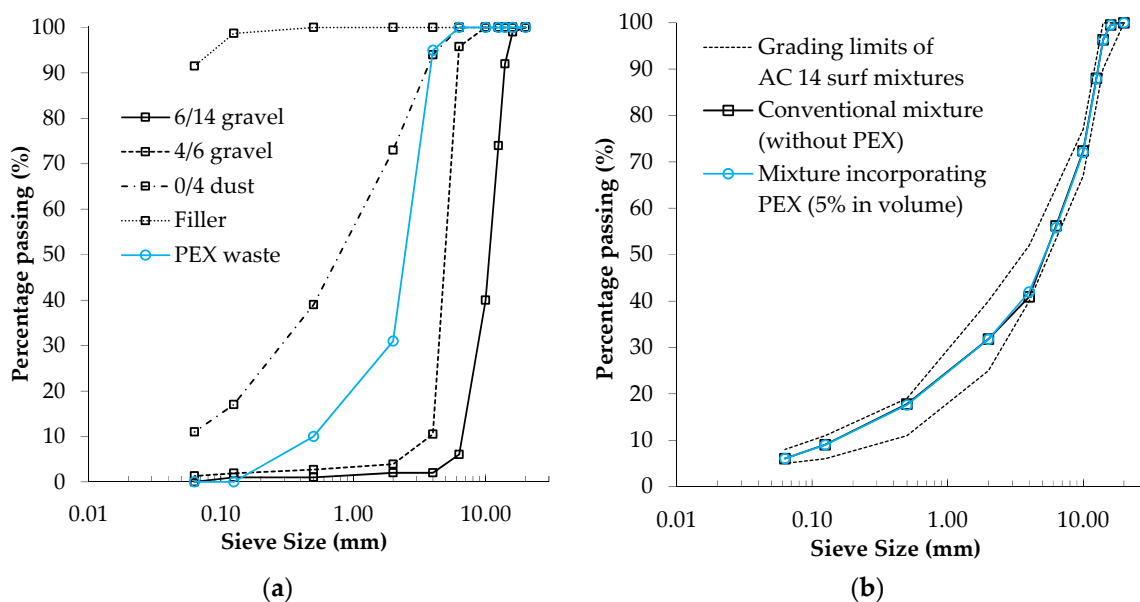 100
90
80
70
60
50
40
30
20
10
0
Percentage passing (%)
6/14 gravel
4/6 gravel
0/4 dust
Filler
PEX waste
0.01
0.10
1.00
10.00
Sieve Size (mm)
(a)
100
90
80
70
60
50
40
30
20
10
0
Percentage passing (%)
Grading limits of
AC 14 surf mixtures
Conventional mixture
(without PEX)
Mixture incorporating
PEX (5% in volume)
0.01
0.10
1.00
10.00
Sieve Size (mm)
(b)